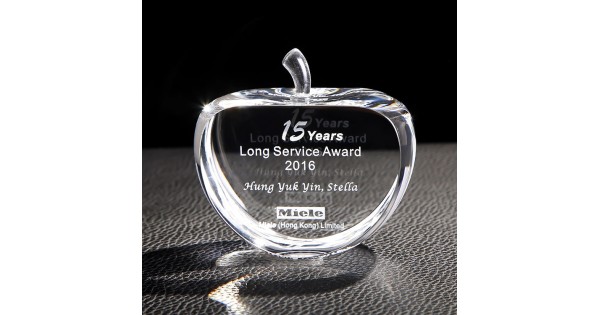 15 Years
Long Service Award
2016
Hung Yuk Yin, Stella
Miele
Miele (Hong Kong) Limited